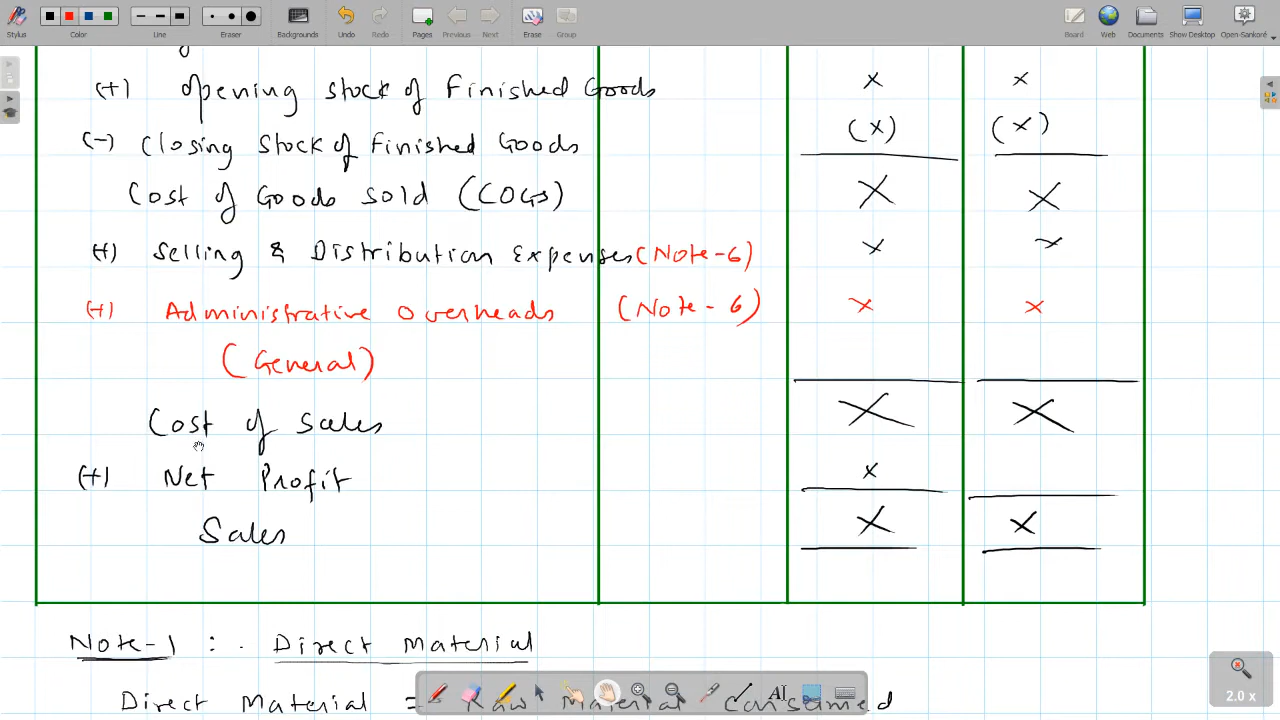 Stylus Color Line Eraser Backgrounds Undo Redo Pages Previous Next Erase Group Board Web Documents Show Desktop Open-Sankoré
(+) Opening stock of Finished Goods x x
(-) Closing Stock of Finished Goods (x) (x)
Cost of Goods sold (COGS) X X
(+) Selling & Distribution Expenses (Note-6) x x
(+) Administrative Overheads (Note-6) x x
(General)
Cost of Sales X X
(+) Net Profit x
Sales X X
Note-1 : . Direct Material
Direct Material = Raw Material Consumed
2.0 x